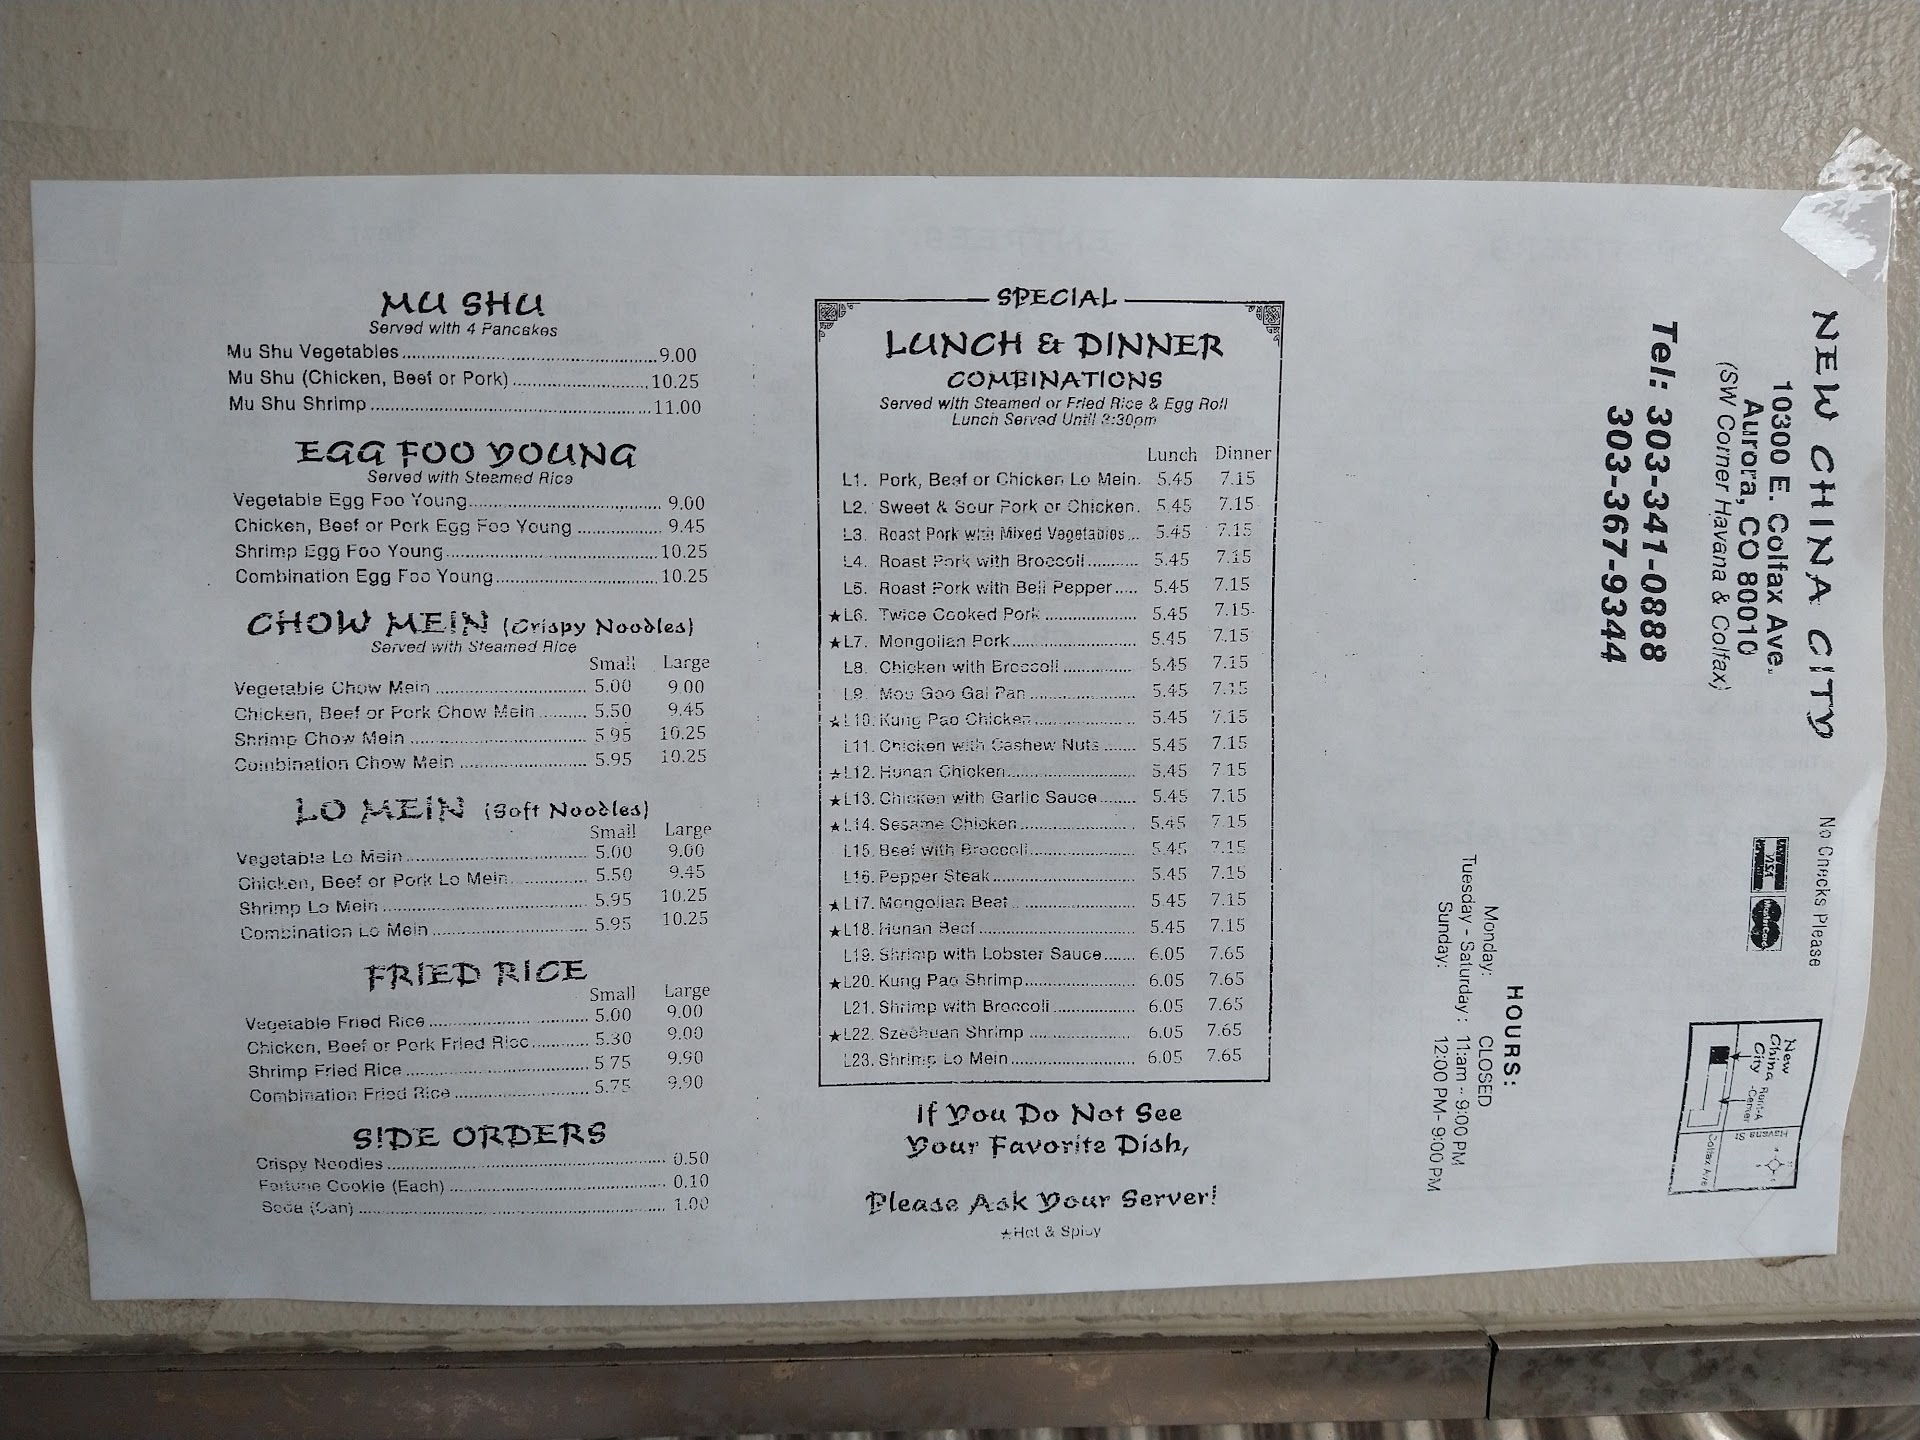 MU SHU
Served with 4 Pancakes
Mu Shu Vegetables 9.00
Mu Shu (Chicken, Beef or Pork) 10.25
Mu Shu Shrimp 11.00
EGG FOO YOUNG
Served with Steamed Rice
Vegetable Egg Foo Young 9.00
Chicken, Beef or Pork Egg Foo Young 9.45
Shrimp Egg Foo Young 10.25
Combination Egg Foo Young 10.25
CHOW MEIN (Crispy Noodles)
Served with Steamed Rice
Small Large
Vegetable Chow Mein 5.00 9.00
Chicken, Beef or Pork Chow Mein 5.50 9.45
Shrimp Chow Mein 5.95 10.25
Combination Chow Mein 5.95 10.25
LO MEIN (Soft Noodles)
Small Large
Vegetable Lo Mein 5.00 9.00
Chicken, Beef or Pork Lo Mein 5.50 9.45
Shrimp Lo Mein 5.95 10.25
Combination Lo Mein 5.95 10.25
FRIED RICE
Small Large
Vegetable Fried Rice 5.00 9.00
Chicken, Beef or Pork Fried Rice 5.30 9.00
Shrimp Fried Rice 5.75 9.90
Combination Fried Rice 5.75 9.90
SIDE ORDERS
Crispy Noodles 0.50
Fortune Cookie (Each) 0.10
Soda (Can) 1.00
SPECIAL
LUNCH & DINNER
COMBINATIONS
Served with Steamed or Fried Rice & Egg Roll
Lunch Served Until 3:30pm
Lunch Dinner
L1. Pork, Beef or Chicken Lo Mein. 5.45 7.15
L2. Sweet & Sour Pork or Chicken. 5.45 7.15
L3. Roast Pork with Mixed Vegetables 5.45 7.15
L4. Roast Pork with Broccoli 5.45 7.15
L5. Roast Pork with Bell Pepper 5.45 7.15
★L6. Twice Cooked Pork 5.45 7.15
★L7. Mongolian Pork 5.45 7.15
L8. Chicken with Broccoli 5.45 7.15
L9. Moo Goo Gai Pan 5.45 7.15
★L10. Kung Pao Chicken 5.45 7.15
L11. Chicken with Cashew Nuts 5.45 7.15
★L12. Hunan Chicken 5.45 7.15
★L13. Chicken with Garlic Sauce 5.45 7.15
★L14. Sesame Chicken 5.45 7.15
L15. Beef with Broccoli 5.45 7.15
L16. Pepper Steak 5.45 7.15
★L17. Mongolian Beef 5.45 7.15
★L18. Hunan Beef 5.45 7.15
L19. Shrimp with Lobster Sauce 6.05 7.65
★L20. Kung Pao Shrimp 6.05 7.65
L21. Shrimp with Broccoli 6.05 7.65
★L22. Szechuan Shrimp 6.05 7.65
L23. Shrimp Lo Mein 6.05 7.65
If You Do Not See
Your Favorite Dish,
Please Ask Your Server!
★Hot & Spicy
NEW CHINA CITY
10300 E. Colfax Ave.
Aurora, CO 80010
(SW Corner Havana & Colfax)
Tel: 303-341-0888
303-367-9344
No Checks Please
VISA
MasterCard
HOURS:
Monday: CLOSED
Tuesday - Saturday: 11:am - 9:00 PM
Sunday: 12:00 PM - 9:00 PM
New
China
City
Rent-A
-Center
Havana St
Colfax Ave